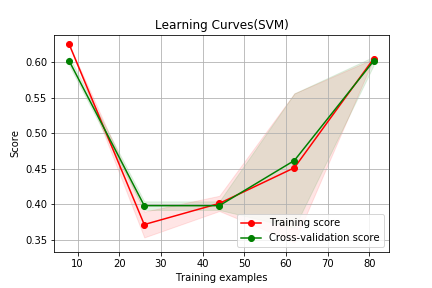 Learning Curves(SVM)
Score
0.60
0.55
0.50
0.45
0.40
0.35
Training score
Cross-validation score
10 20 30 40 50 60 70 80
Training examples